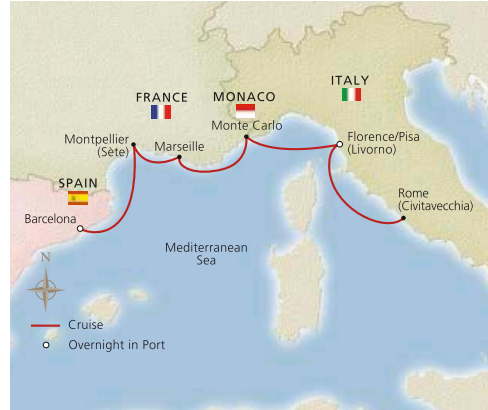 ITALY
FRANCE
MONACO
Monte Carlo
Montpellier
(Sète)
Marseille
Florence/Pisa
(Livorno)
SPAIN
Rome
(Civitavecchia)
Barcelona
Mediterranean
Sea
N
Cruise
Overnight in Port